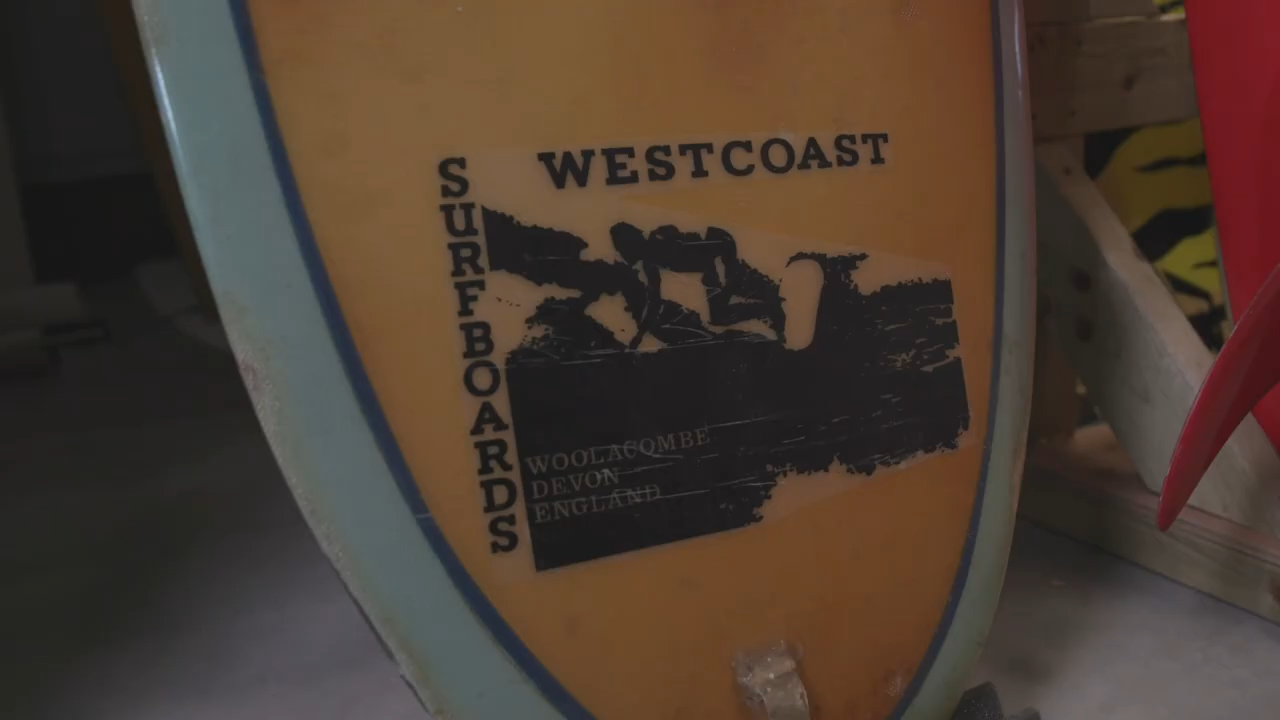 WESTCOAST
SURFBOARDS
WOOLACOMBE
DEVON
ENGLAND